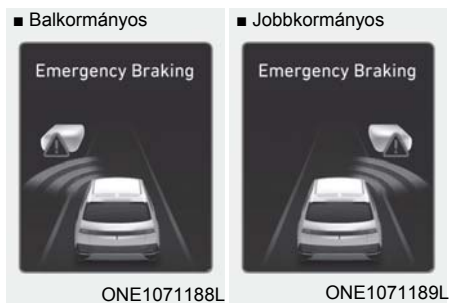 ■ Balkormányos
Emergency Braking
ONE1071188L
■ Jobbkormányos
Emergency Braking
ONE1071189L